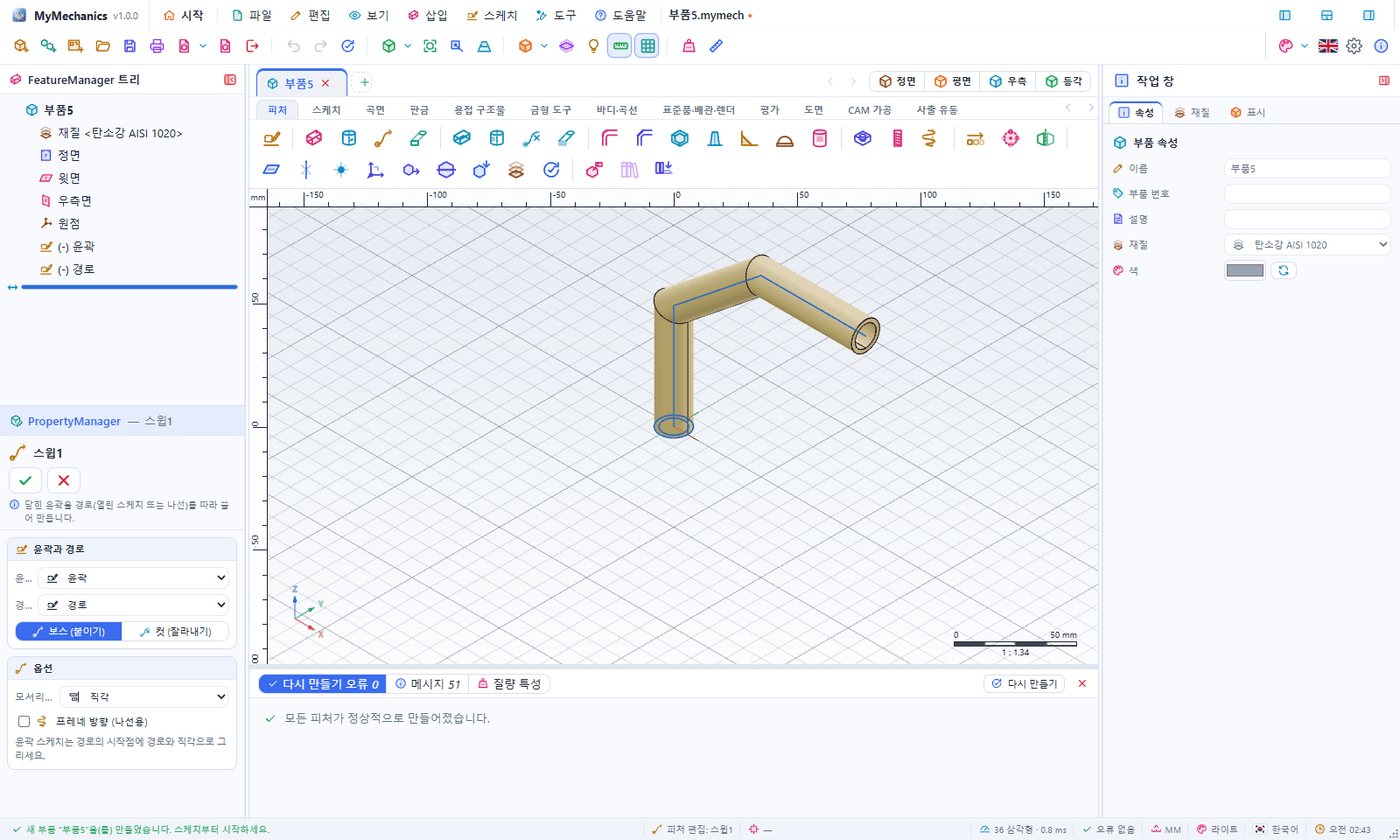 MyMechanics v1.0.0 시작 파일 편집 보기 삽입 스케치 도구 도움말 부품5.mymech •
FeatureManager 트리
부품5
재질 <탄소강 AISI 1020>
정면
윗면
우측면
원점
(-) 윤곽
(-) 경로
PropertyManager — 스윕1
스윕1
닫힌 윤곽을 경로(열린 스케치 또는 나선)를 따라 쓸
어 만듭니다.
윤곽과 경로
윤... 윤곽
경... 경로
보스 (붙이기) 컷 (잘라내기)
옵션
모서리... 직각
프레네 방향 (나선용)
윤곽 스케치는 경로의 시작점에 경로와 직각으로 그
리세요.
부품5
정면 평면 우측 등각
피처 스케치 곡면 판금 용접 구조물 금형 도구 바디·곡선 표준품·배관·렌더 평가 도면 CAM 가공 사출 유동
mm -150 -100 -50 0 50 100 150
50
0
-50
00
Z
Y
X
0 50 mm
1 : 1.34
다시 만들기 오류 0 메시지 51 질량 특성 다시 만들기
모든 피처가 정상적으로 만들어졌습니다.
작업 창
속성 재질 표시
부품 속성
이름 부품5
부품 번호
설명
재질 탄소강 AISI 1020
색
새 부품 "부품5"을(를) 만들었습니다. 스케치부터 시작하세요. 피처 편집: 스윕1 — 36 삼각형 · 0.8 ms 오류 없음 MM 라이트 한국어 오전 02:43